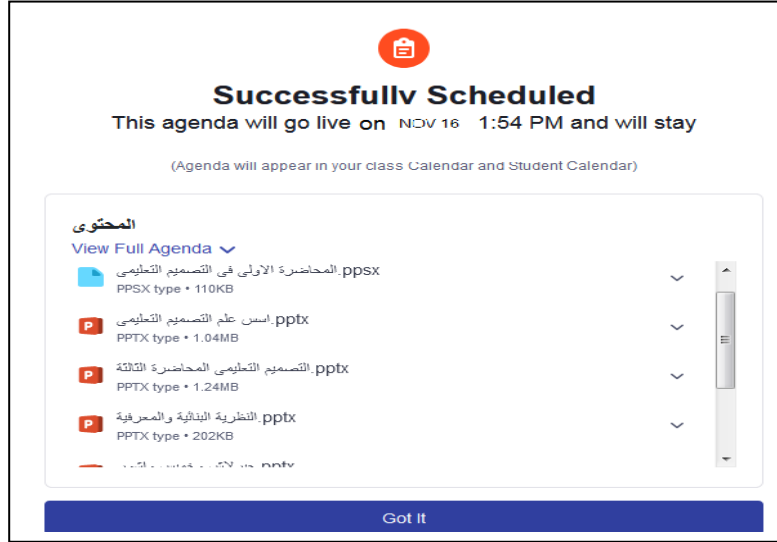 Successfully Scheduled
This agenda will go live on NOV 16 1:54 PM and will stay
(Agenda will appear in your class Calendar and Student Calendar)
المحتوى
View Full Agenda
المحاضرة الاولى فى التصميم التعليمى.ppsx
PPSX type • 110KB
اسس علم التصميم التعليمى.pptx
PPTX type • 1.04MB
التصميم التعليمى المحاضرة الثالثة.pptx
PPTX type • 1.24MB
النظرية البنائية والمعرفية.pptx
PPTX type • 202KB
.pptx
Got It